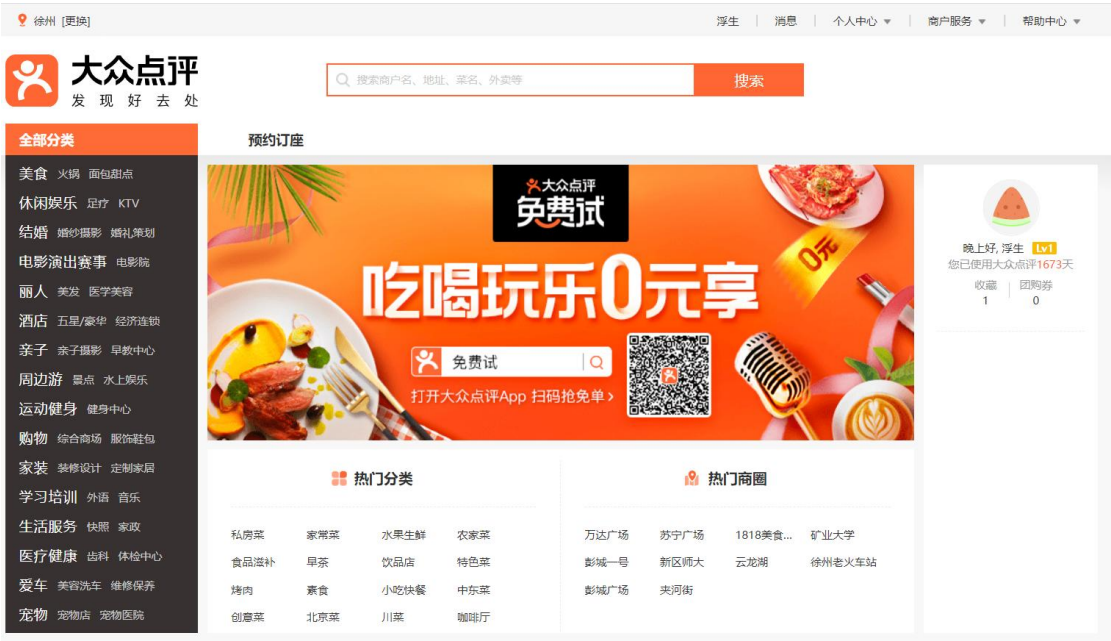 徐州 [更换] 浮生 消息 个人中心 商户服务 帮助中心
大众点评
发现好去处
搜索商户名、地址、菜名、外卖等 搜索
全部分类 预约订座
美食 火锅 面包甜点
休闲娱乐 足疗 KTV
结婚 婚纱摄影 婚礼策划
电影演出赛事 电影院
丽人 美发 医学美容
酒店 五星/豪华 经济连锁
亲子 亲子摄影 早教中心
周边游 景点 水上娱乐
运动健身 健身中心
购物 综合商场 服饰鞋包
家装 装修设计 定制家居
学习培训 外语 音乐
生活服务 快照 家政
医疗健康 齿科 体检中心
爱车 美容洗车 维修保养
宠物 宠物店 宠物医院
大众点评
免费试
0元
吃喝玩乐0元享
免费试
打开大众点评App 扫码抢免单›
晚上好, 浮生 Lv1
您已使用大众点评1673天
收藏 团购券
1 0
热门分类
私房菜 家常菜 水果生鲜 农家菜
食品滋补 早茶 饮品店 特色菜
烤肉 素食 小吃快餐 中东菜
创意菜 北京菜 川菜 咖啡厅
热门商圈
万达广场 苏宁广场 1818美食... 矿业大学
彭城一号 新区师大 云龙湖 徐州老火车站
彭城广场 夹河街